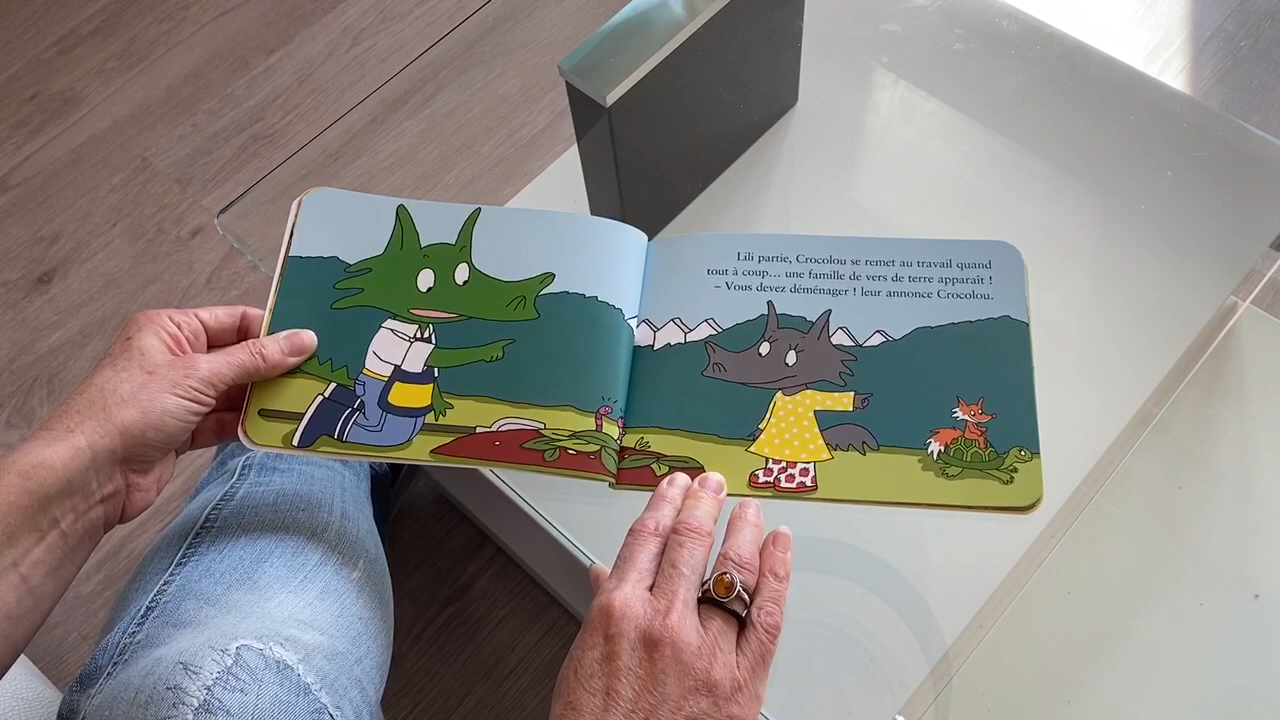 Lili partie, Crocolou se remet au travail quand
tout à coup... une famille de vers de terre apparaît !
– Vous devez déménager ! leur annonce Crocolou.